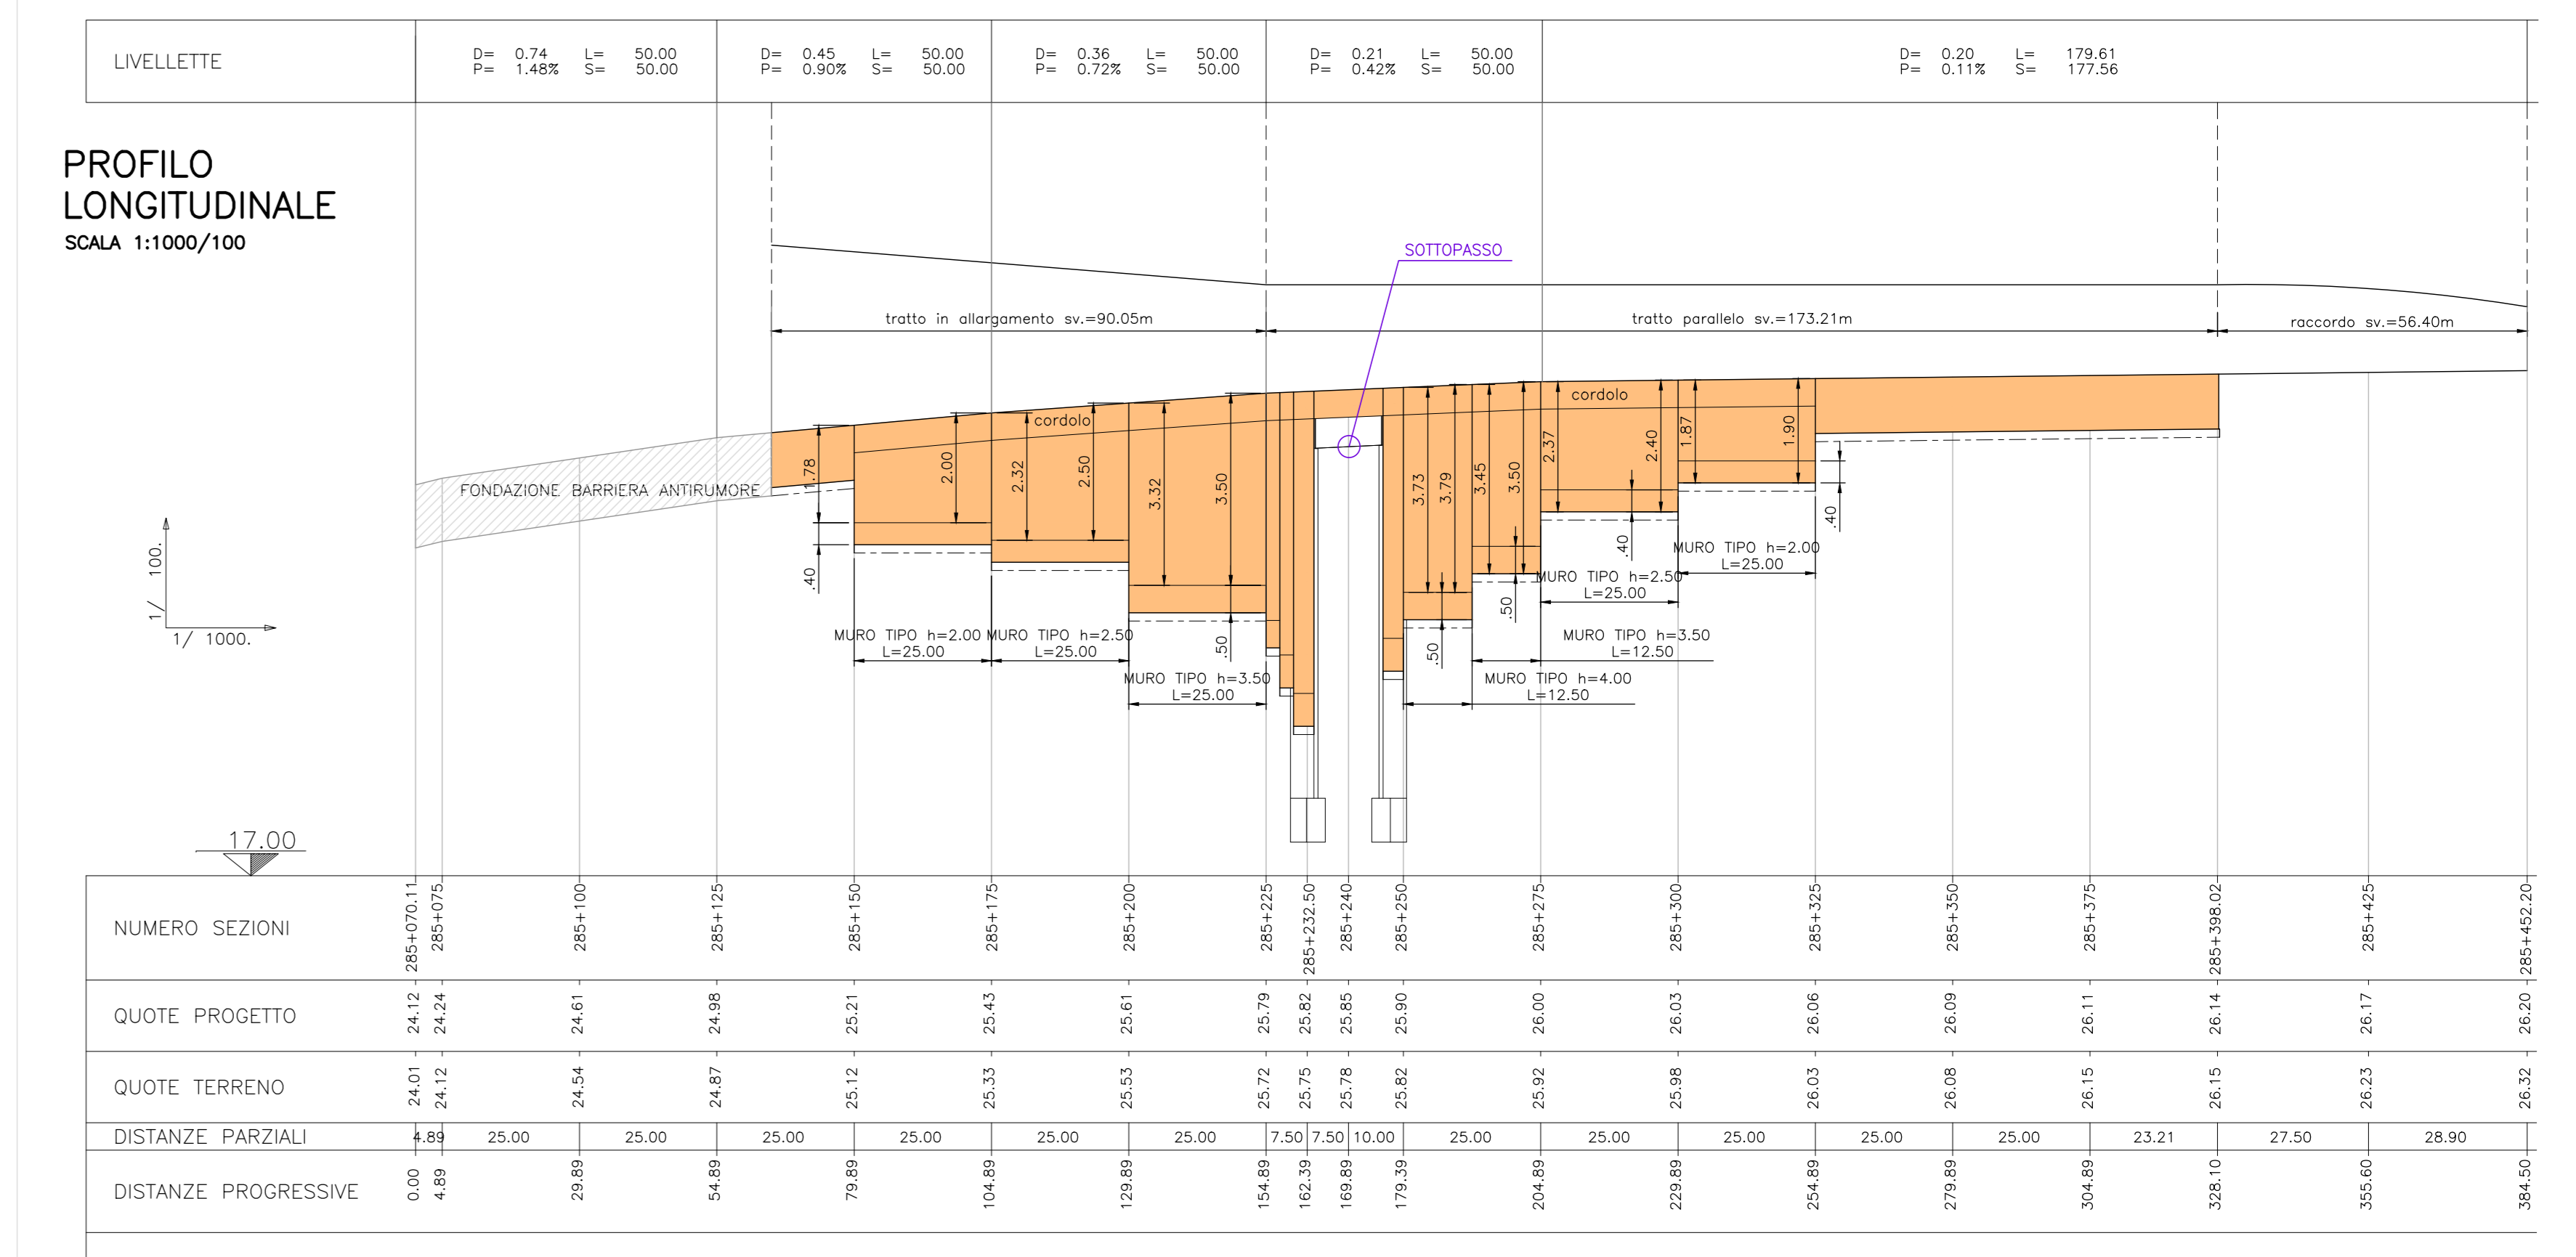 LIVELLETTE
D= 0.74 L= 50.00
P= 1.48% S= 50.00
D= 0.45 L= 50.00
P= 0.90% S= 50.00
D= 0.36 L= 50.00
P= 0.72% S= 50.00
D= 0.21 L= 50.00
P= 0.42% S= 50.00
D= 0.20 L= 179.61
P= 0.11% S= 177.56
PROFILO
LONGITUDINALE
SCALA 1:1000/100
SOTTOPASSO
tratto in allargamento sv.=90.05m
tratto parallelo sv.=173.21m
raccordo sv.=56.40m
cordolo
cordolo
FONDAZIONE BARRIERA ANTIRUMORE
1.78
2.00
2.32
2.50
3.32
3.50
3.73
3.79
3.45
3.50
2.37
2.40
1.87
1.90
.40
.50
.50
.50
.40
.40
MURO TIPO h=2.00
L=25.00
MURO TIPO h=2.50
L=25.00
MURO TIPO h=3.50
L=25.00
MURO TIPO h=4.00
L=12.50
MURO TIPO h=3.50
L=12.50
MURO TIPO h=2.50
L=25.00
MURO TIPO h=2.00
L=25.00
1/ 100.
1/ 1000.
17.00
NUMERO SEZIONI
285+070.11 285+075 285+100 285+125 285+150 285+175 285+200 285+225 285+232.50 285+240 285+250 285+275 285+300 285+325 285+350 285+375 285+398.02 285+425 285+452.20
QUOTE PROGETTO
24.12 24.24 24.61 24.98 25.21 25.43 25.61 25.79 25.82 25.85 25.90 26.00 26.03 26.06 26.09 26.11 26.14 26.17 26.20
QUOTE TERRENO
24.01 24.12 24.54 24.87 25.12 25.33 25.53 25.72 25.75 25.78 25.82 25.92 25.98 26.03 26.08 26.15 26.15 26.23 26.32
DISTANZE PARZIALI
4.89 25.00 25.00 25.00 25.00 25.00 25.00 7.50 7.50 10.00 25.00 25.00 25.00 25.00 25.00 23.21 27.50 28.90
DISTANZE PROGRESSIVE
0.00 4.89 29.89 54.89 79.89 104.89 129.89 154.89 162.39 169.89 179.39 204.89 229.89 254.89 279.89 304.89 328.10 355.60 384.50